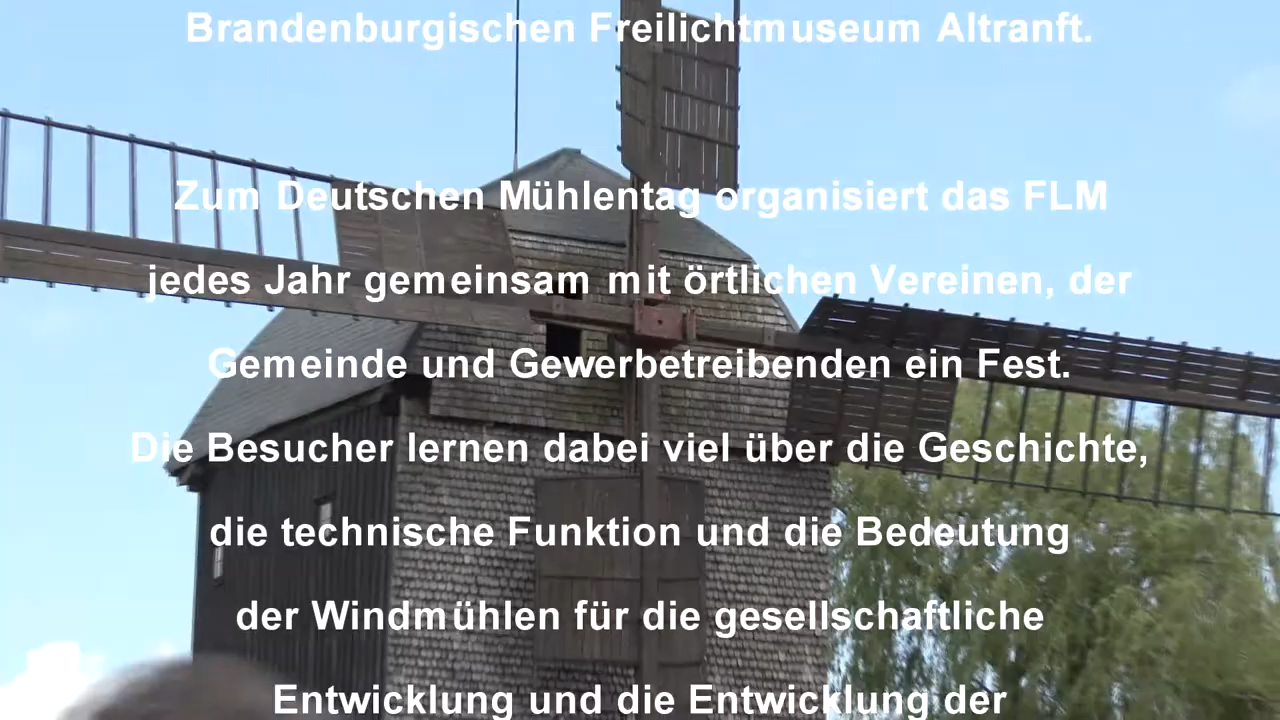 Brandenburgischen Freilichtmuseum Altranft.
Zum Deutschen Mühlentag organisiert das FLM
jedes Jahr gemeinsam mit örtlichen Vereinen, der
Gemeinde und Gewerbetreibenden ein Fest.
Die Besucher lernen dabei viel über die Geschichte,
die technische Funktion und die Bedeutung
der Windmühlen für die gesellschaftliche
Entwicklung und die Entwicklung der